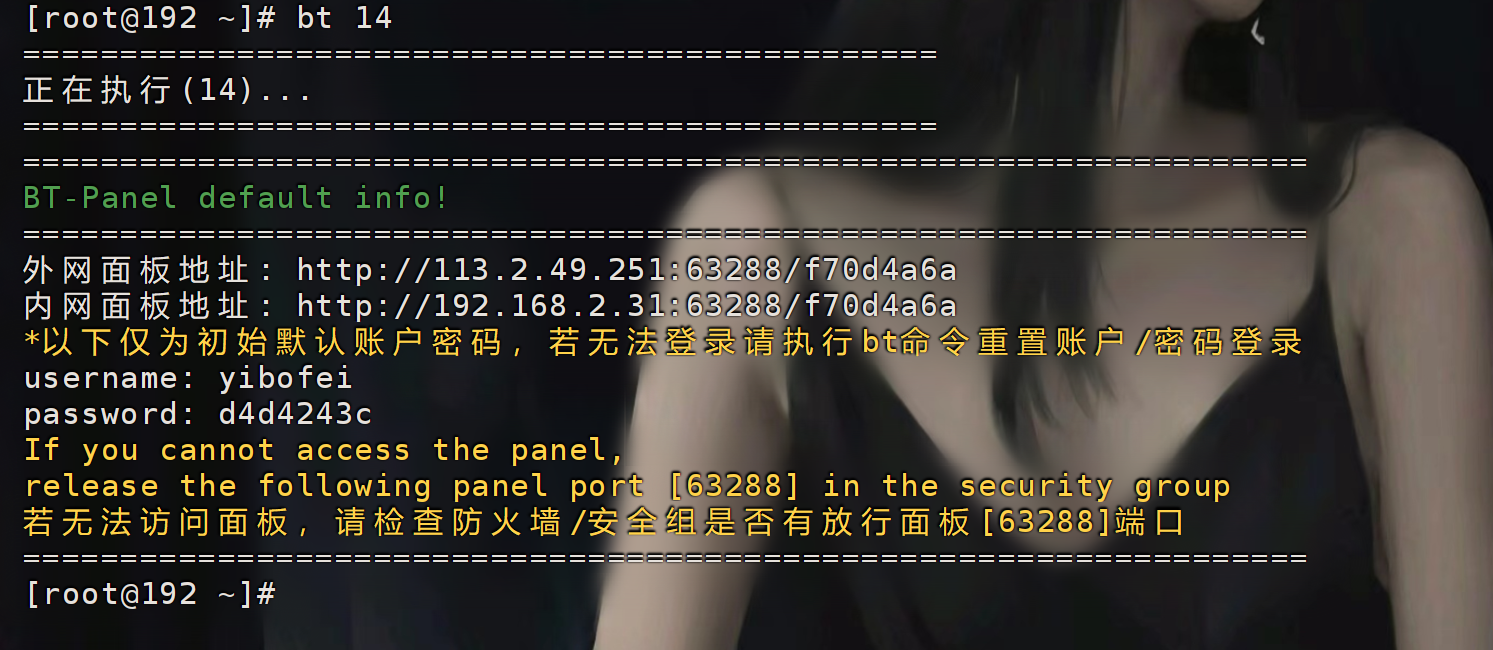 [root@192 ~]# bt 14
===============================================
正在执行(14)...
===============================================
==================================================================
BT-Panel default info!
==================================================================
外网面板地址: http://113.2.49.251:63288/f70d4a6a
内网面板地址: http://192.168.2.31:63288/f70d4a6a
*以下仅为初始默认账户密码，若无法登录请执行bt命令重置账户/密码登录
username: yibofei
password: d4d4243c
If you cannot access the panel,
release the following panel port [63288] in the security group
若无法访问面板，请检查防火墙/安全组是否有放行面板[63288]端口
==================================================================
[root@192 ~]#